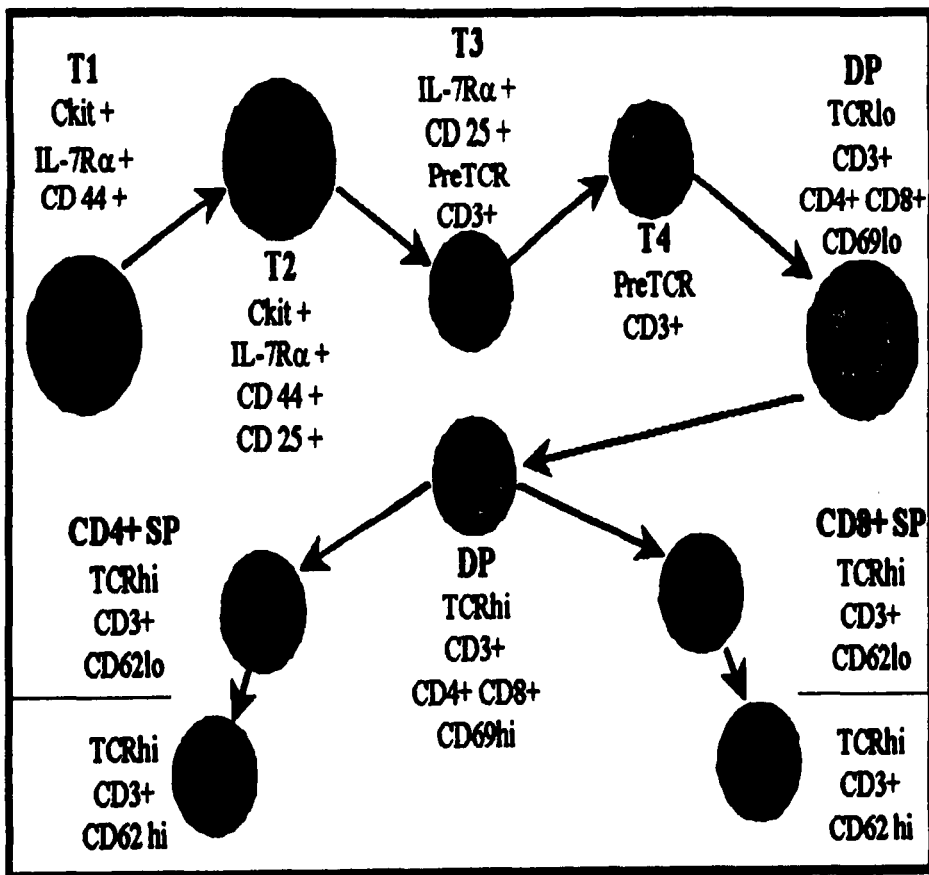 T1
Ckit +
IL-7Rα +
CD 44 +
T2
Ckit +
IL-7Rα +
CD 44 +
CD 25 +
T3
IL-7Rα +
CD 25 +
PreTCR
CD3+
T4
PreTCR
CD3+
DP
TCRlo
CD3+
CD4+ CD8+
CD69lo
DP
TCRhi
CD3+
CD4+ CD8+
CD69hi
CD4+ SP
TCRhi
CD3+
CD62lo
TCRhi
CD3+
CD62 hi
CD8+ SP
TCRhi
CD3+
CD62lo
TCRhi
CD3+
CD62 hi